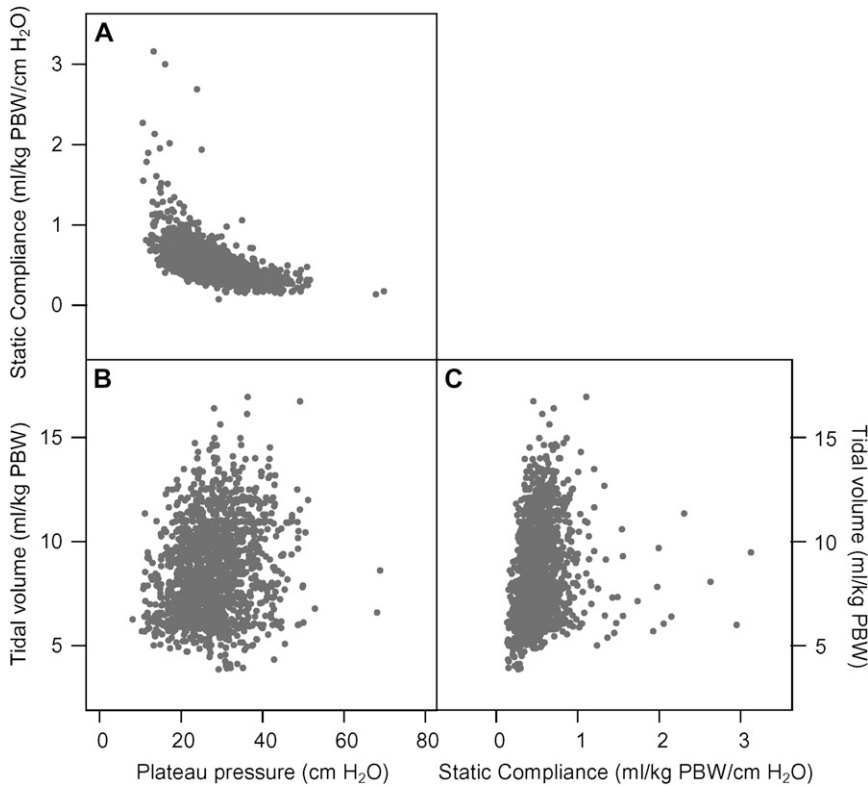 A
Static Compliance (ml/kg PBW/cm H₂O)
3
2
1
0
B
C
Tidal volume (ml/kg PBW)
15
10
5
15
10
5
Tidal volume (ml/kg PBW)
0
20
40
60
80
0
1
2
3
Plateau pressure (cm H₂O)
Static Compliance (ml/kg PBW/cm H₂O)